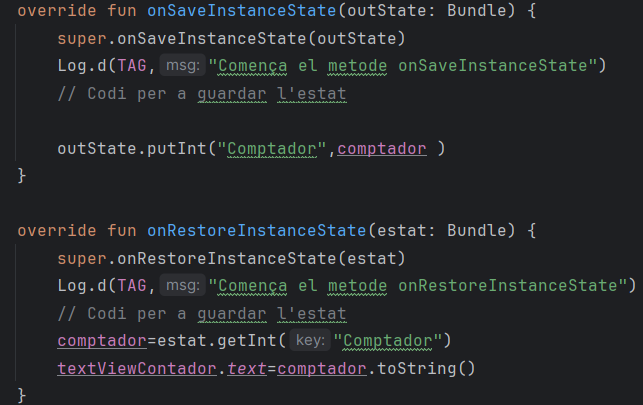 override fun onSaveInstanceState(outState: Bundle) {
super.onSaveInstanceState(outState)
Log.d(TAG, msg: "Comença el metode onSaveInstanceState")
// Codi per a guardar l'estat
outState.putInt("Comptador",comptador )
}
override fun onRestoreInstanceState(estat: Bundle) {
super.onRestoreInstanceState(estat)
Log.d(TAG, msg: "Comença el metode onRestoreInstanceState")
// Codi per a guardar l'estat
comptador=estat.getInt( key: "Comptador")
textViewContador.text=comptador.toString()
}